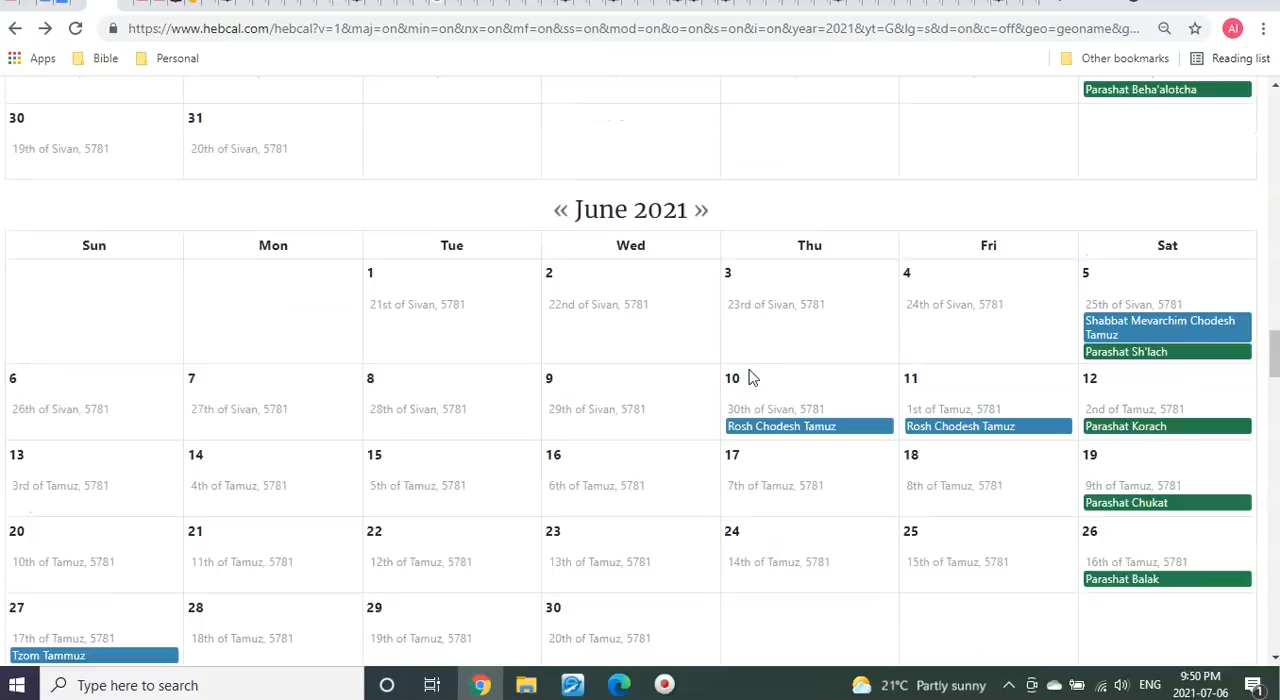 https://www.hebcal.com/hebcal?v=1&maj=on&min=on&nx=on&mf=on&ss=on&mod=on&o=on&s=on&i=on&year=2021&yt=G&lg=s&d=on&c=off&geo=geoname&g...
AI
Apps
Bible
Personal
Other bookmarks
Reading list
Parashat Beha'alotcha
30 31
19th of Sivan, 5781 20th of Sivan, 5781
« June 2021 »
Sun Mon Tue Wed Thu Fri Sat
1 2 3 4 5
21st of Sivan, 5781 22nd of Sivan, 5781 23rd of Sivan, 5781 24th of Sivan, 5781 25th of Sivan, 5781
Shabbat Mevarchim Chodesh
Tamuz
Parashat Sh'lach
6 7 8 9 10 11 12
26th of Sivan, 5781 27th of Sivan, 5781 28th of Sivan, 5781 29th of Sivan, 5781 30th of Sivan, 5781 1st of Tamuz, 5781 2nd of Tamuz, 5781
Rosh Chodesh Tamuz Rosh Chodesh Tamuz Parashat Korach
13 14 15 16 17 18 19
3rd of Tamuz, 5781 4th of Tamuz, 5781 5th of Tamuz, 5781 6th of Tamuz, 5781 7th of Tamuz, 5781 8th of Tamuz, 5781 9th of Tamuz, 5781
Parashat Chukat
20 21 22 23 24 25 26
10th of Tamuz, 5781 11th of Tamuz, 5781 12th of Tamuz, 5781 13th of Tamuz, 5781 14th of Tamuz, 5781 15th of Tamuz, 5781 16th of Tamuz, 5781
Parashat Balak
27 28 29 30
17th of Tamuz, 5781 18th of Tamuz, 5781 19th of Tamuz, 5781 20th of Tamuz, 5781
Tzom Tammuz
Type here to search
21°C Partly sunny
ENG
9:50 PM
2021-07-06
1